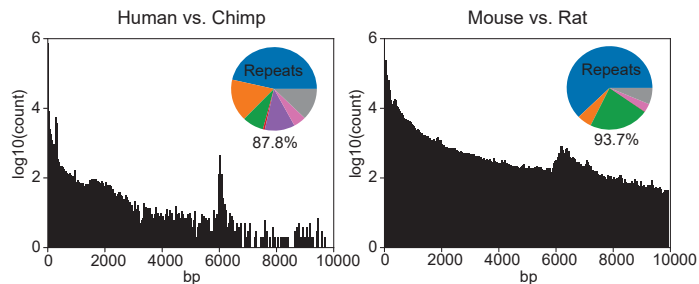 Human vs. Chimp
Mouse vs. Rat
6
4
2
0
log10(count)
Repeats
87.8%
0
2000
4000
6000
8000
10000
bp
6
4
2
0
log10(count)
Repeats
93.7%
0
2000
4000
6000
8000
10000
bp